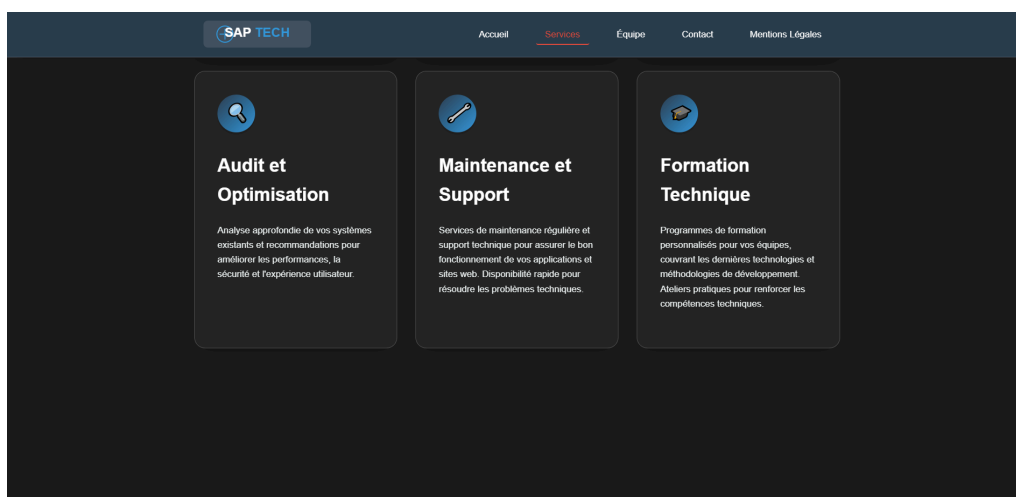 SAP TECH
Accueil Services Équipe Contact Mentions Légales
Audit et
Optimisation
Analyse approfondie de vos systèmes
existants et recommandations pour
améliorer les performances, la
sécurité et l'expérience utilisateur.
Maintenance et
Support
Services de maintenance régulière et
support technique pour assurer le bon
fonctionnement de vos applications et
sites web. Disponibilité rapide pour
résoudre les problèmes techniques.
Formation
Technique
Programmes de formation
personnalisés pour vos équipes,
couvrant les dernières technologies et
méthodologies de développement.
Ateliers pratiques pour renforcer les
compétences techniques.